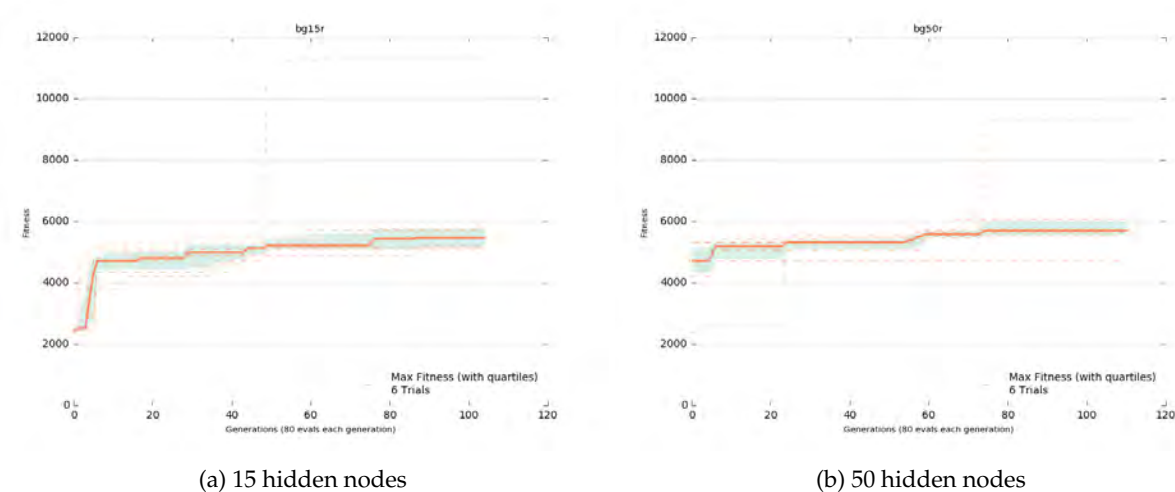 bg15r
12000
10000
8000
6000
4000
2000
0
Fitness
0 20 40 60 80 100 120
Generations (80 evals each generation)
Max Fitness (with quartiles)
6 Trials
(a) 15 hidden nodes
bg50r
12000
10000
8000
6000
4000
2000
0
Fitness
0 20 40 60 80 100 120
Generations (80 evals each generation)
Max Fitness (with quartiles)
6 Trials
(b) 50 hidden nodes